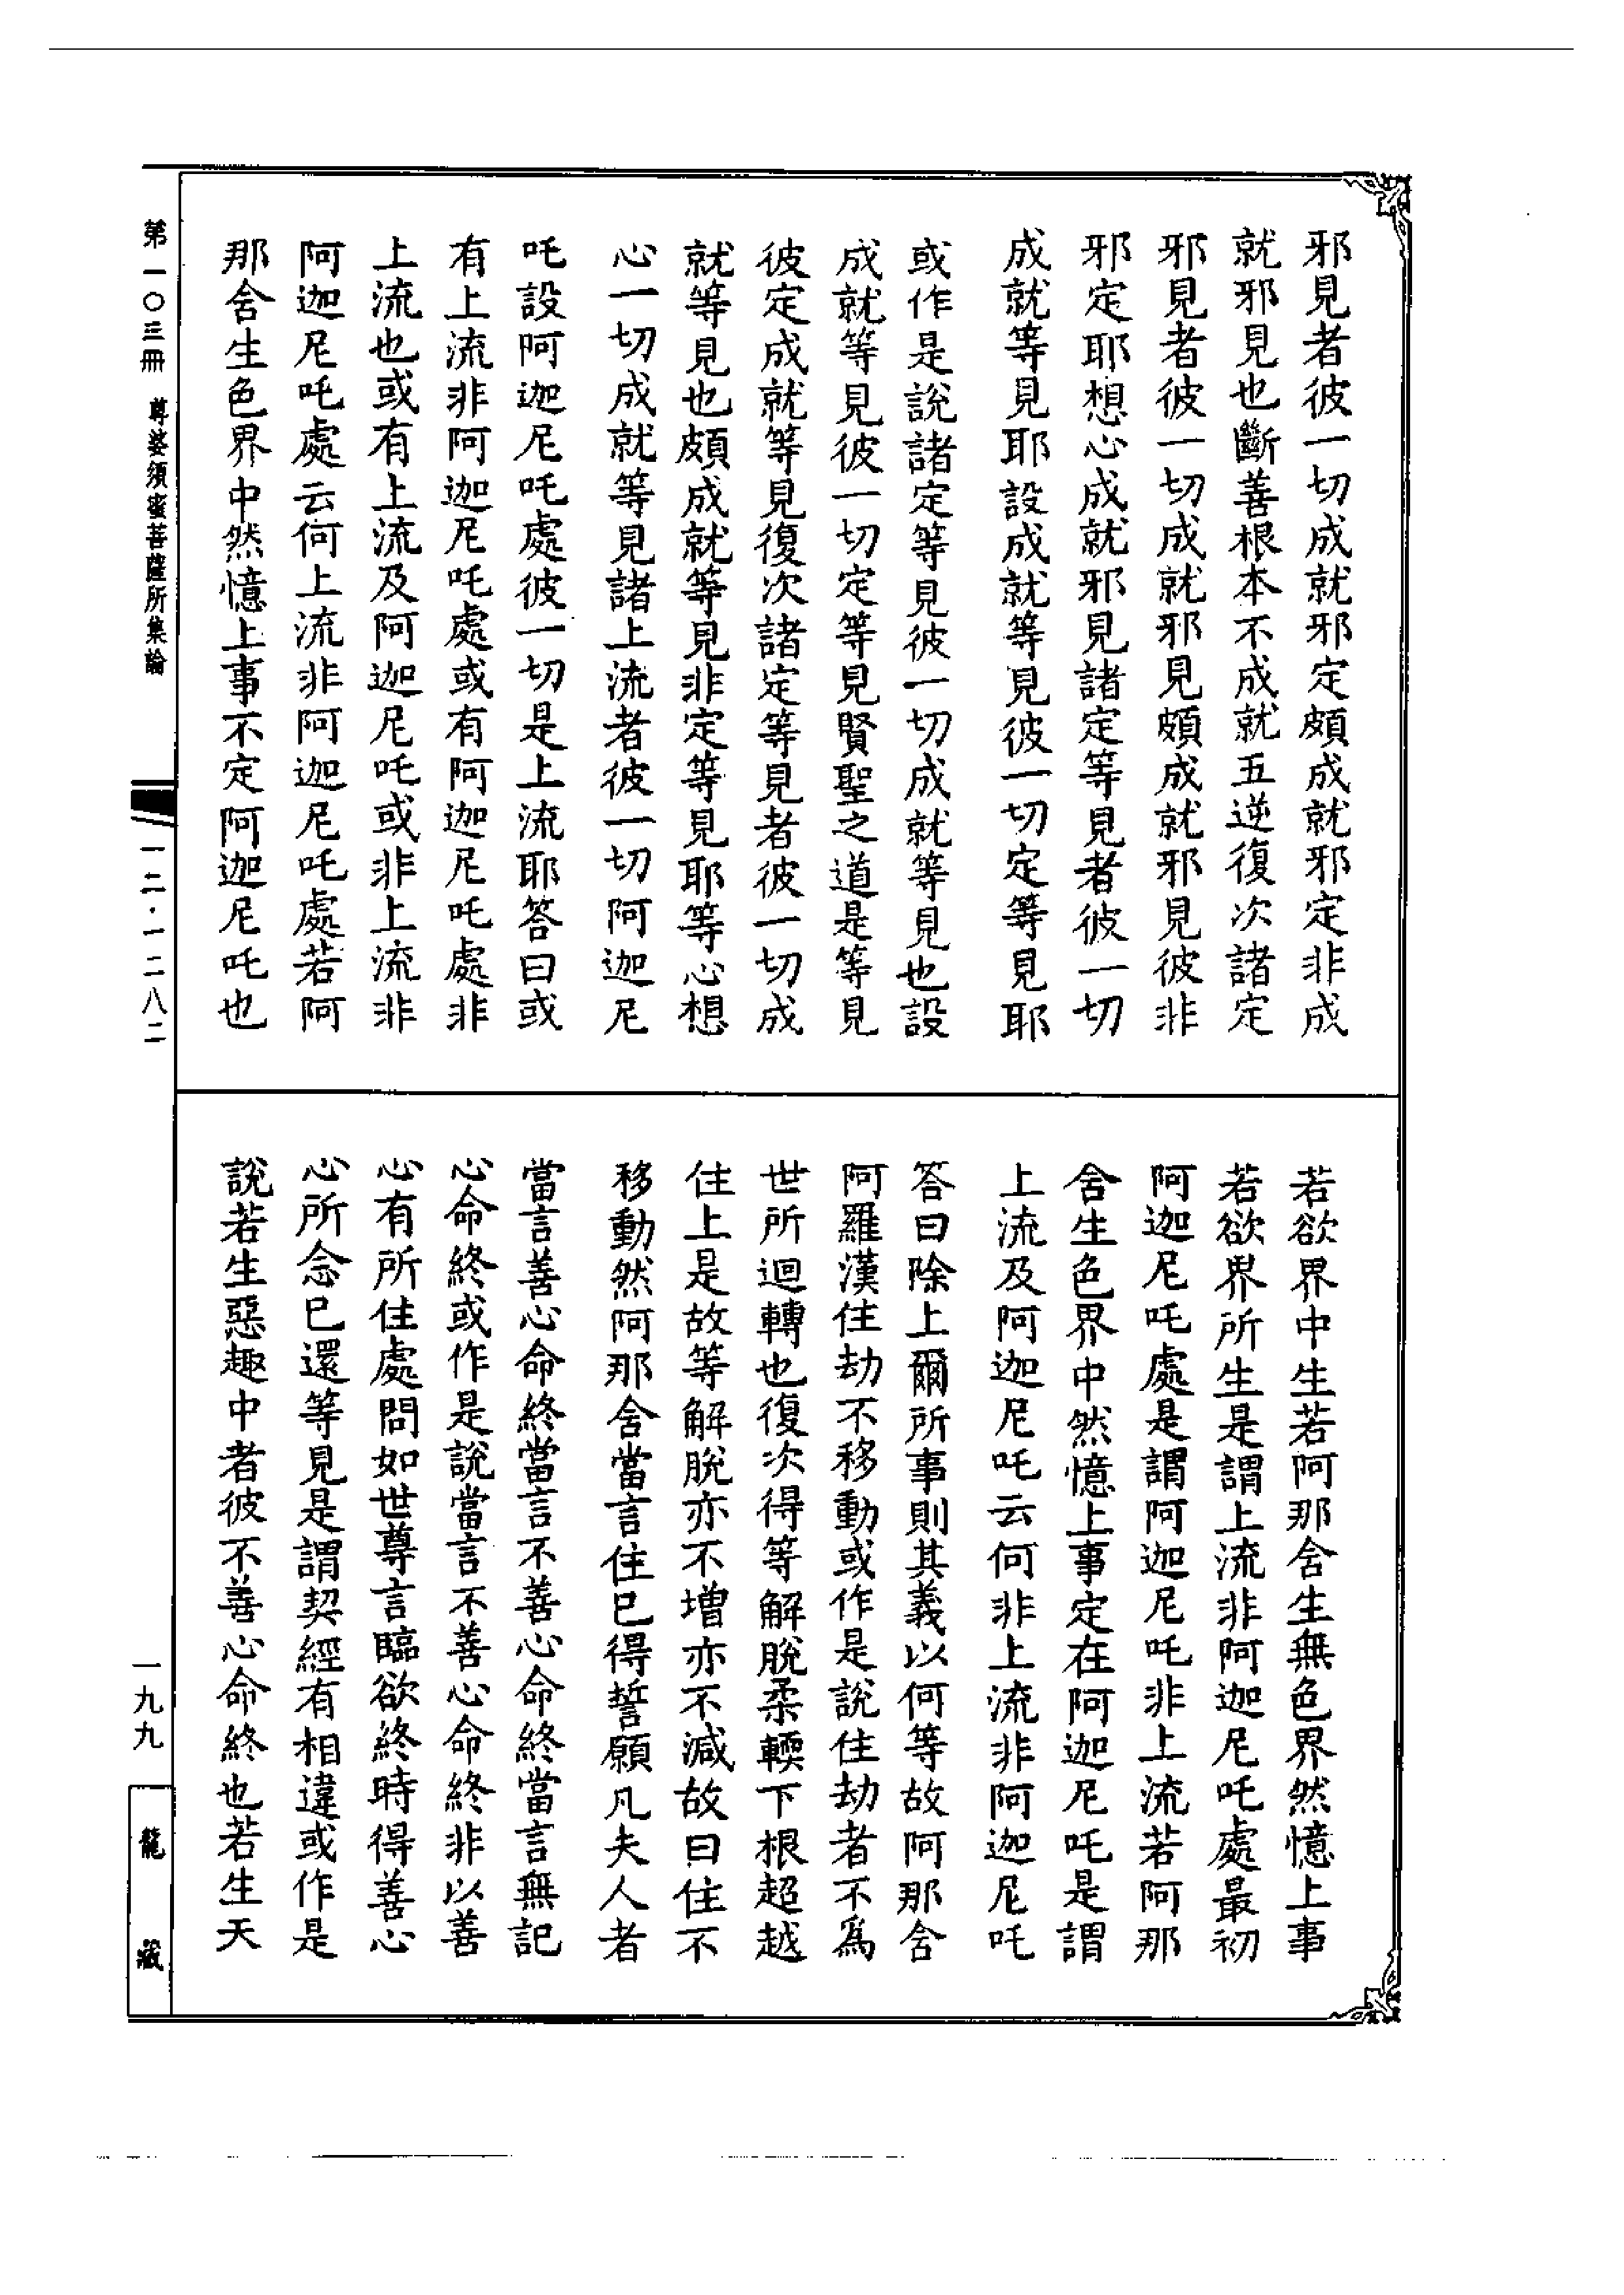 邪見者彼一切成就邪定頗成就邪定非成
就邪見也斷善根本不成就五逆復次諸定
邪見者彼一切成就邪見頗成就邪見彼非
邪定耶想心成就邪見諸定等見者彼一切
成就等見耶設成就等見彼一切定等見耶
或作是說諸定等見彼一切成就等見也設
成就等見彼一切定等見賢聖之道是等見
彼定成就等見復次諸定等見者彼一切成
就等見也頗成就等見非定等見耶等心想
心一切成就等見諸上流者彼一切阿迦尼
吒設阿迦尼吒處彼一切是上流耶答曰或
有上流非阿迦尼吒處或有阿迦尼吒處非
上流也或有上流及阿迦尼吒或非上流非
阿迦尼吒處云何上流非阿迦尼吒處若阿
那舍生色界中然憶上事不定阿迦尼吒也
若欲界中生若阿那舍生無色界然憶上事
若欲界所生是謂上流非阿迦尼吒處最初
阿迦尼吒處是謂阿迦尼吒非上流若阿那
舍生色界中然憶上事定在阿迦尼吒是謂
上流及阿迦尼吒云何非上流非阿迦尼吒
答曰除上爾所事則其義以何等故阿那含
阿羅漢住劫不移動或作是說住劫者不為
世所迴轉也復次得等解脫柔輭下根超越
住上是故等解脫亦不增亦不減故曰住不
移動然阿那舍當言住已得誓願凡夫人者
當言善心命終當言不善心命終當言無記
心命終或作是說當言不善心命終非以善
心有所住處問如世尊言臨欲終時得善心
心所念已還等見是謂契經有相違或作是
說若生惡趣中者彼不善心命終也若生天
第一〇三冊 尊婆須蜜菩薩所集論
一二·一二八二
一九九
龍藏